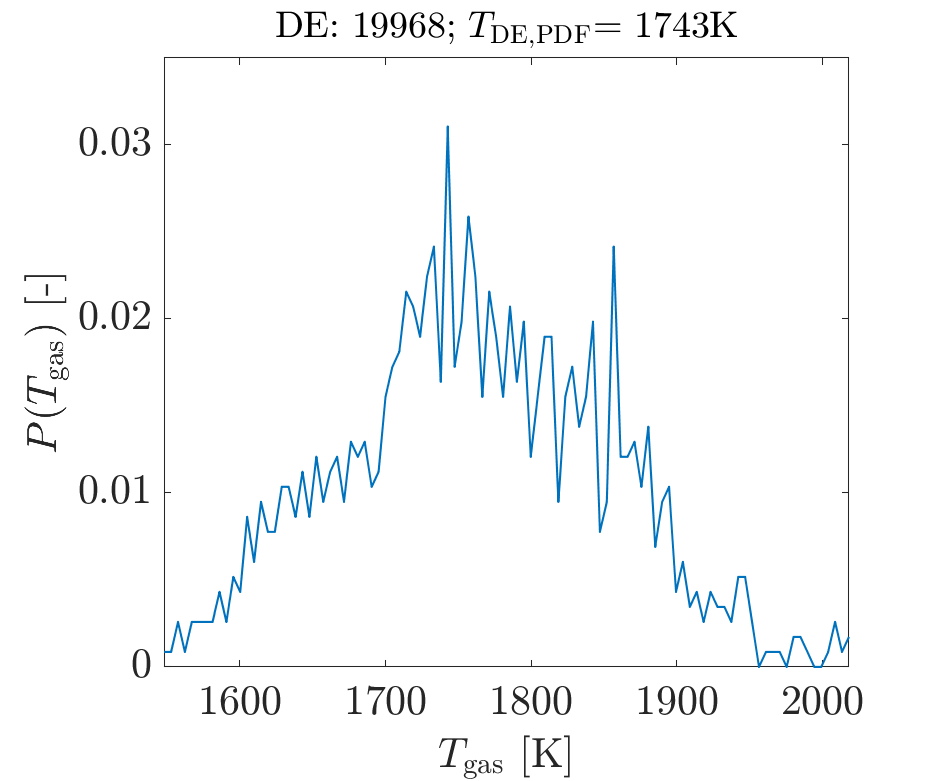 DE: 19968; T_DE,PDF= 1743K
0.03
0.02
0.01
0
P(T_gas) [-]
1600 1700 1800 1900 2000
T_gas [K]